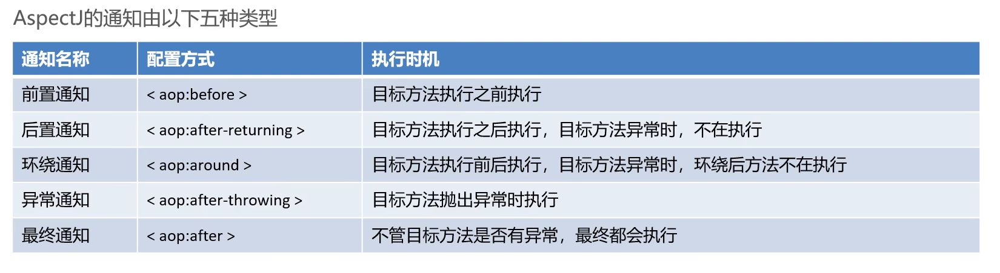 AspectJ的通知由以下五种类型
通知名称 配置方式 执行时机
前置通知 < aop:before > 目标方法执行之前执行
后置通知 < aop:after-returning > 目标方法执行之后执行，目标方法异常时，不在执行
环绕通知 < aop:around > 目标方法执行前后执行，目标方法异常时，环绕后方法不在执行
异常通知 < aop:after-throwing > 目标方法抛出异常时执行
最终通知 < aop:after > 不管目标方法是否有异常，最终都会执行